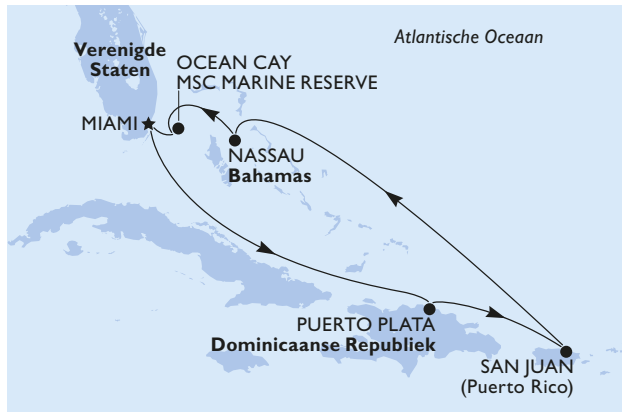 Atlantische Oceaan
Verenigde
Staten
OCEAN CAY
MSC MARINE RESERVE
MIAMI
NASSAU
Bahamas
PUERTO PLATA
Dominicaanse Republiek
SAN JUAN
(Puerto Rico)